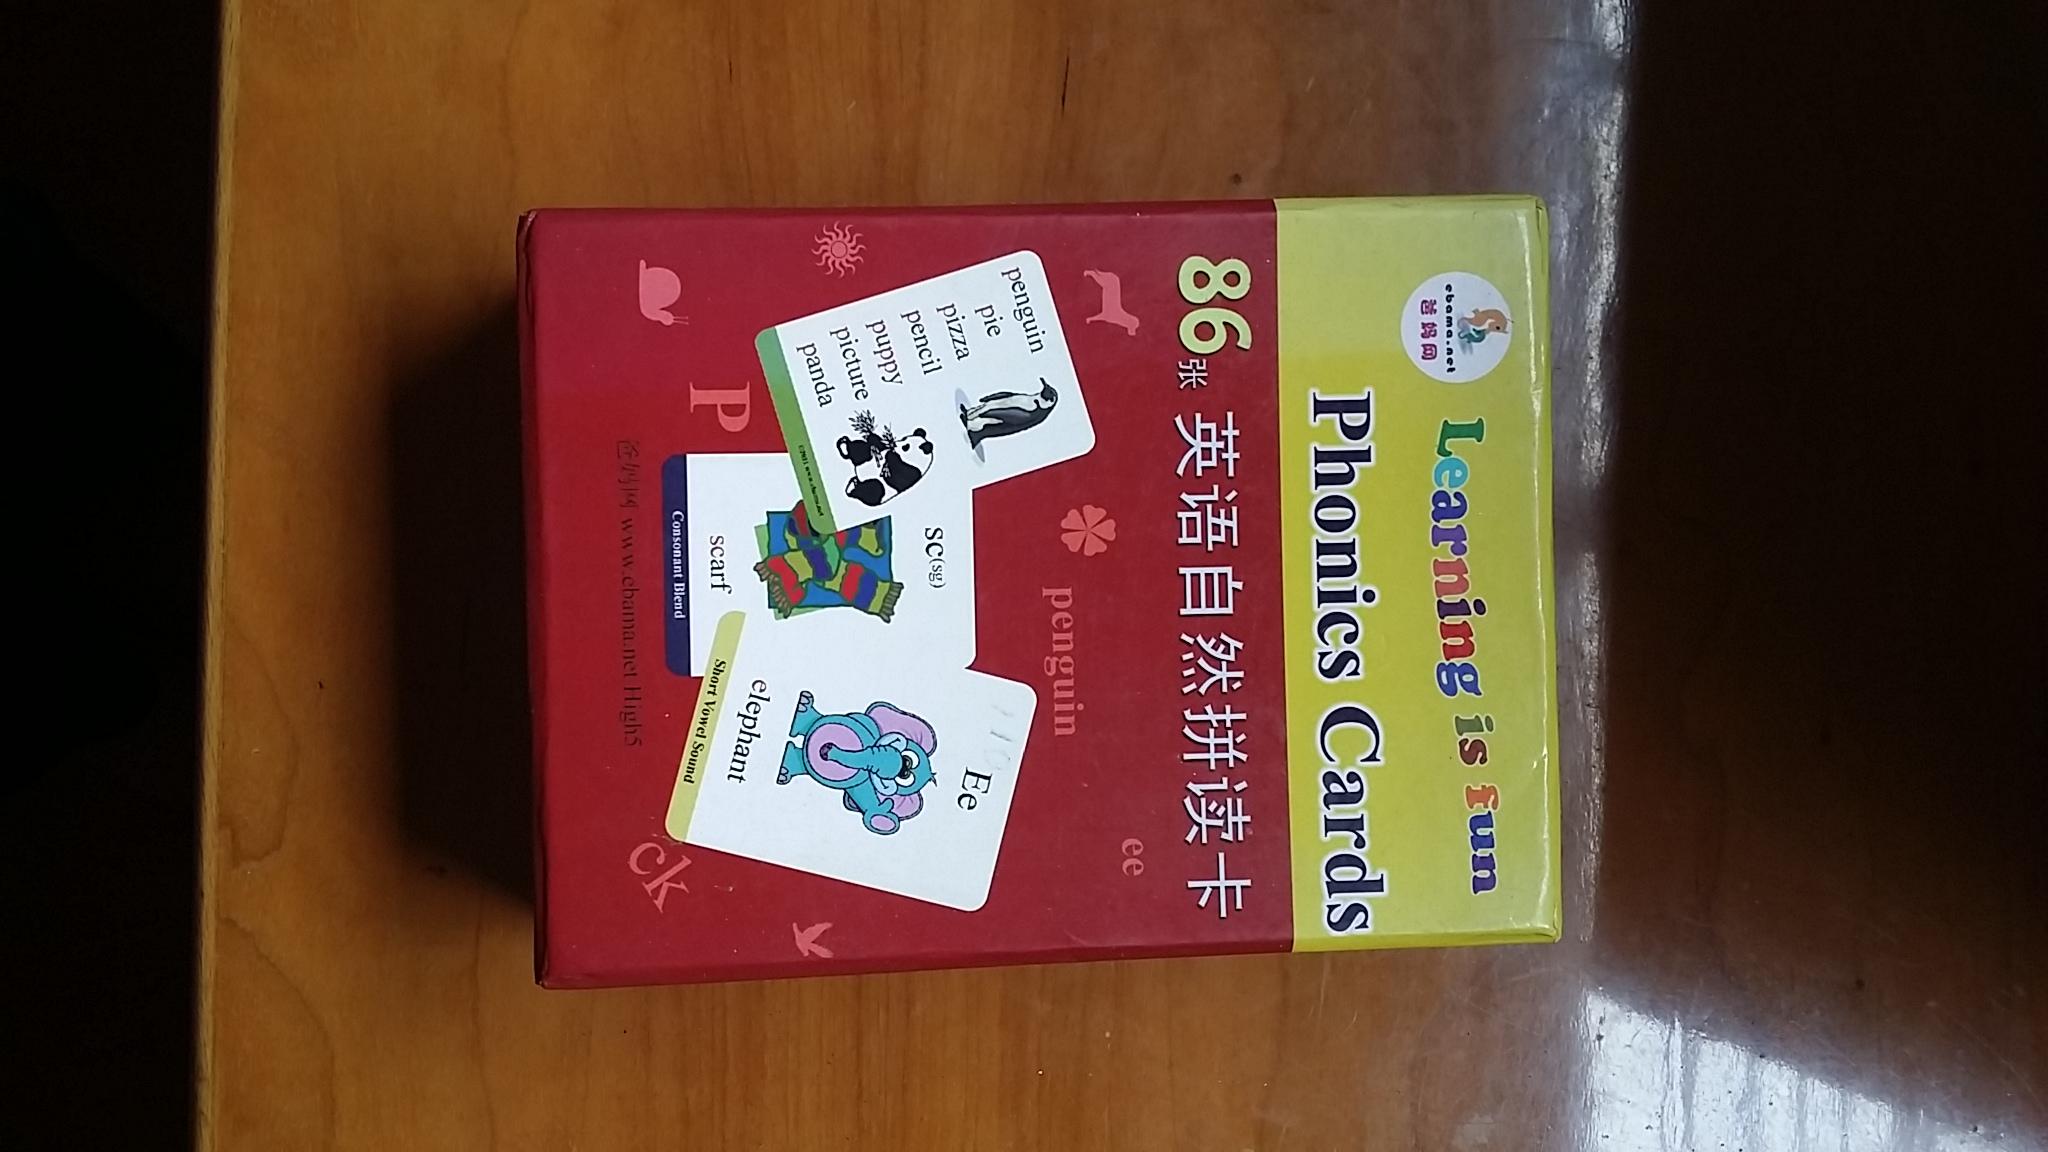 ebama.net
爸妈网
Learning is fun
Phonics Cards
86张 英语自然拼读卡
ee
penguin
penguin
pie
pizza
pencil
puppy
picture
panda
sc(sg)
scarf
Consonant Blend
Ee
elephant
Short Vowel Sound
P
ck
爸妈网 www.ebama.net High5